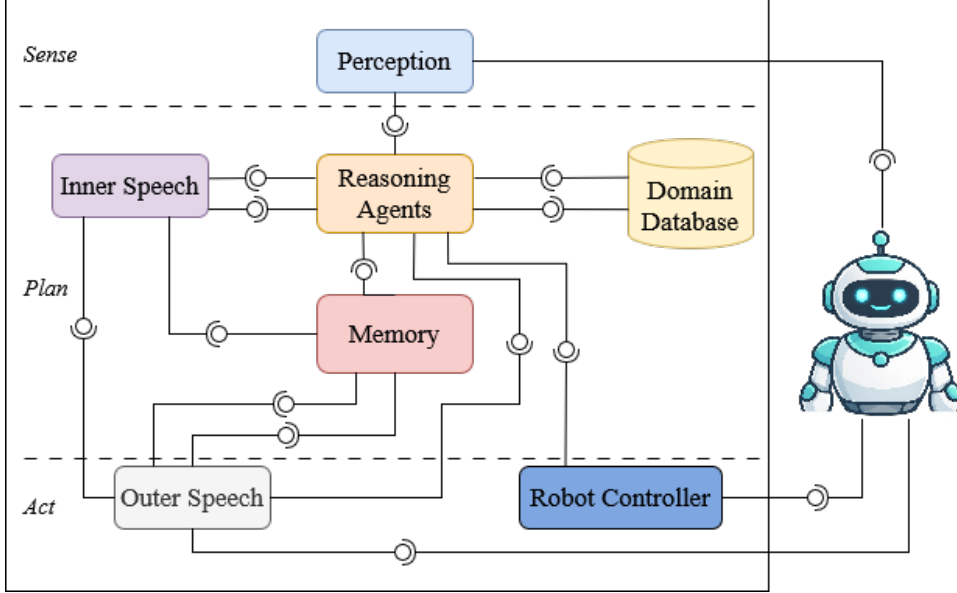 Sense
Perception
Inner Speech
Reasoning
Agents
Domain
Database
Plan
Memory
Act
Outer Speech
Robot Controller